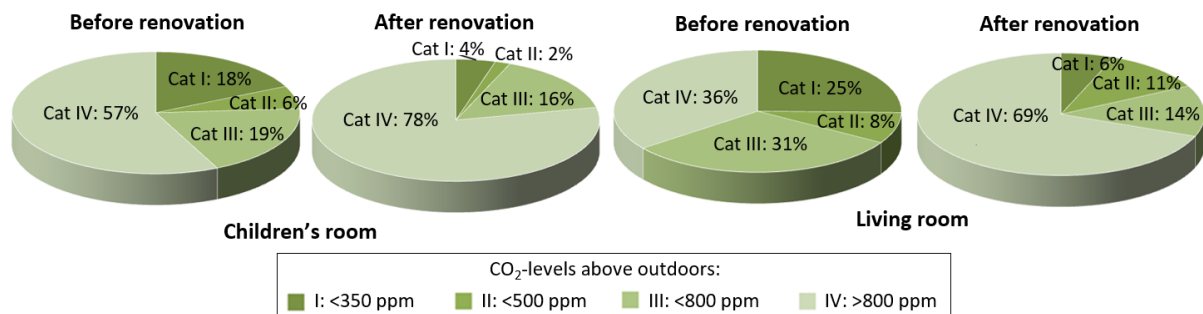 Before renovation
After renovation
Before renovation
After renovation
Cat I: 18%
Cat II: 6%
Cat III: 19%
Cat IV: 57%
Cat I: 4%
Cat II: 2%
Cat III: 16%
Cat IV: 78%
Cat I: 25%
Cat II: 8%
Cat III: 31%
Cat IV: 36%
Cat I: 6%
Cat II: 11%
Cat III: 14%
Cat IV: 69%
Children's room
Living room
CO₂-levels above outdoors:
I: <350 ppm II: <500 ppm III: <800 ppm IV: >800 ppm